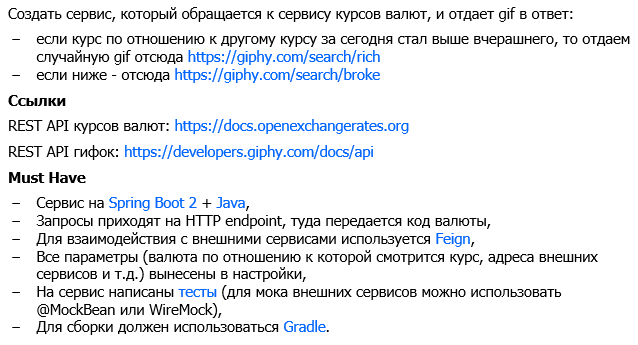 Создать сервис, который обращается к сервису курсов валют, и отдает gif в ответ:
– если курс по отношению к другому курсу за сегодня стал выше вчерашнего, то отдаем
случайную gif отсюда https://giphy.com/search/rich
– если ниже - отсюда https://giphy.com/search/broke
Ссылки
REST API курсов валют: https://docs.openexchangerates.org
REST API гифок: https://developers.giphy.com/docs/api
Must Have
– Сервис на Spring Boot 2 + Java,
– Запросы приходят на HTTP endpoint, туда передается код валюты,
– Для взаимодействия с внешними сервисами используется Feign,
– Все параметры (валюта по отношению к которой смотрится курс, адреса внешних
сервисов и т.д.) вынесены в настройки,
– На сервис написаны тесты (для мока внешних сервисов можно использовать
@MockBean или WireMock),
– Для сборки должен использоваться Gradle.